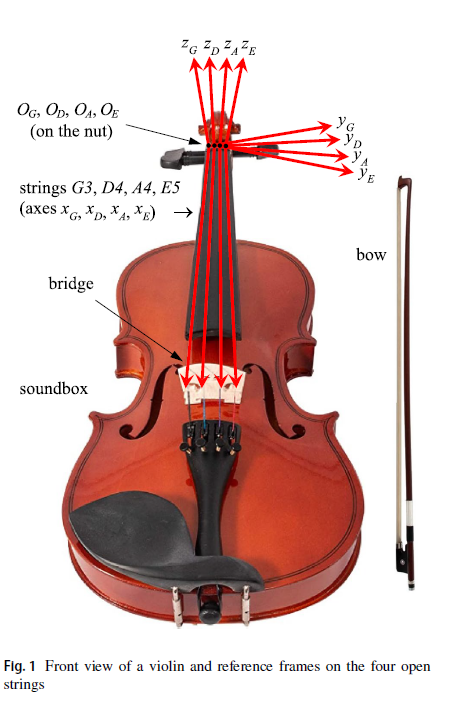 z_G z_D z_A z_E
O_G, O_D, O_A, O_E
(on the nut)
y_G
y_D
y_A
y_E
strings G3, D4, A4, E5
(axes x_G, x_D, x_A, x_E)
bow
bridge
soundbox
Fig. 1 Front view of a violin and reference frames on the four open
strings